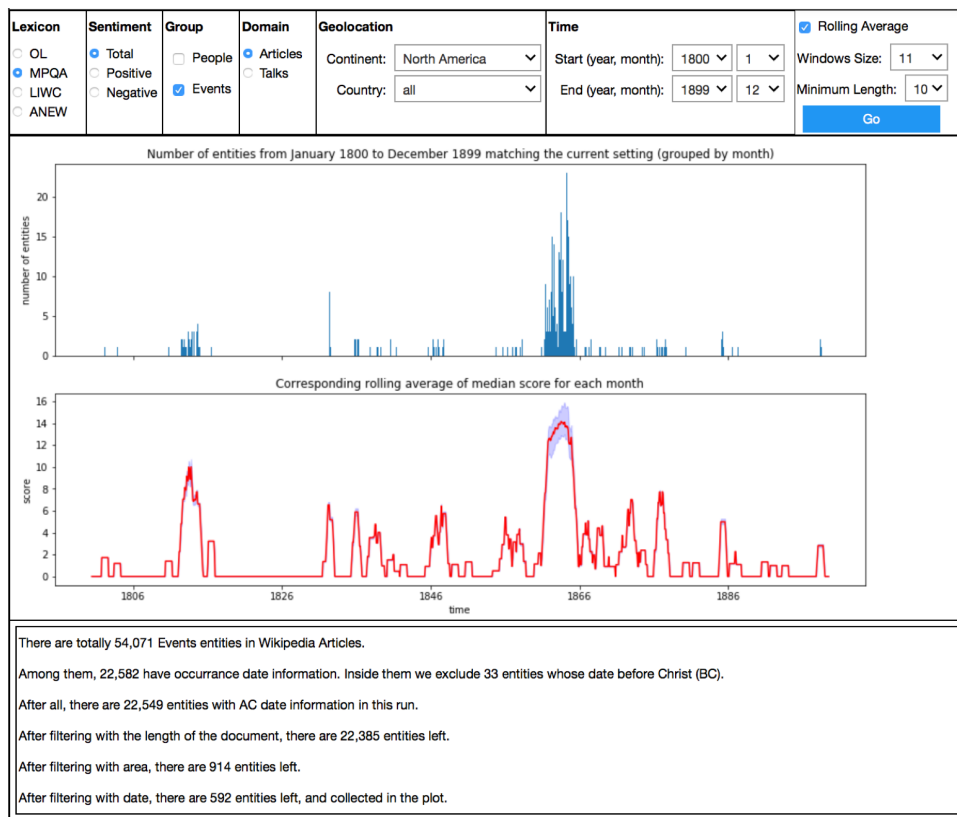 Lexicon
OL
MPQA
LIWC
ANEW
Sentiment
Total
Positive
Negative
Group
People
Events
Domain
Articles
Talks
Geolocation
Continent: North America
Country: all
Time
Start (year, month): 1800 1
End (year, month): 1899 12
Rolling Average
Windows Size: 11
Minimum Length: 10
Go
Number of entities from January 1800 to December 1899 matching the current setting (grouped by month)
number of entities
20
15
10
5
0
Corresponding rolling average of median score for each month
score
16
14
12
10
8
6
4
2
0
1806 1826 1846 1866 1886
time
There are totally 54,071 Events entities in Wikipedia Articles.
Among them, 22,582 have occurrance date information. Inside them we exclude 33 entities whose date before Christ (BC).
After all, there are 22,549 entities with AC date information in this run.
After filtering with the length of the document, there are 22,385 entities left.
After filtering with area, there are 914 entities left.
After filtering with date, there are 592 entities left, and collected in the plot.